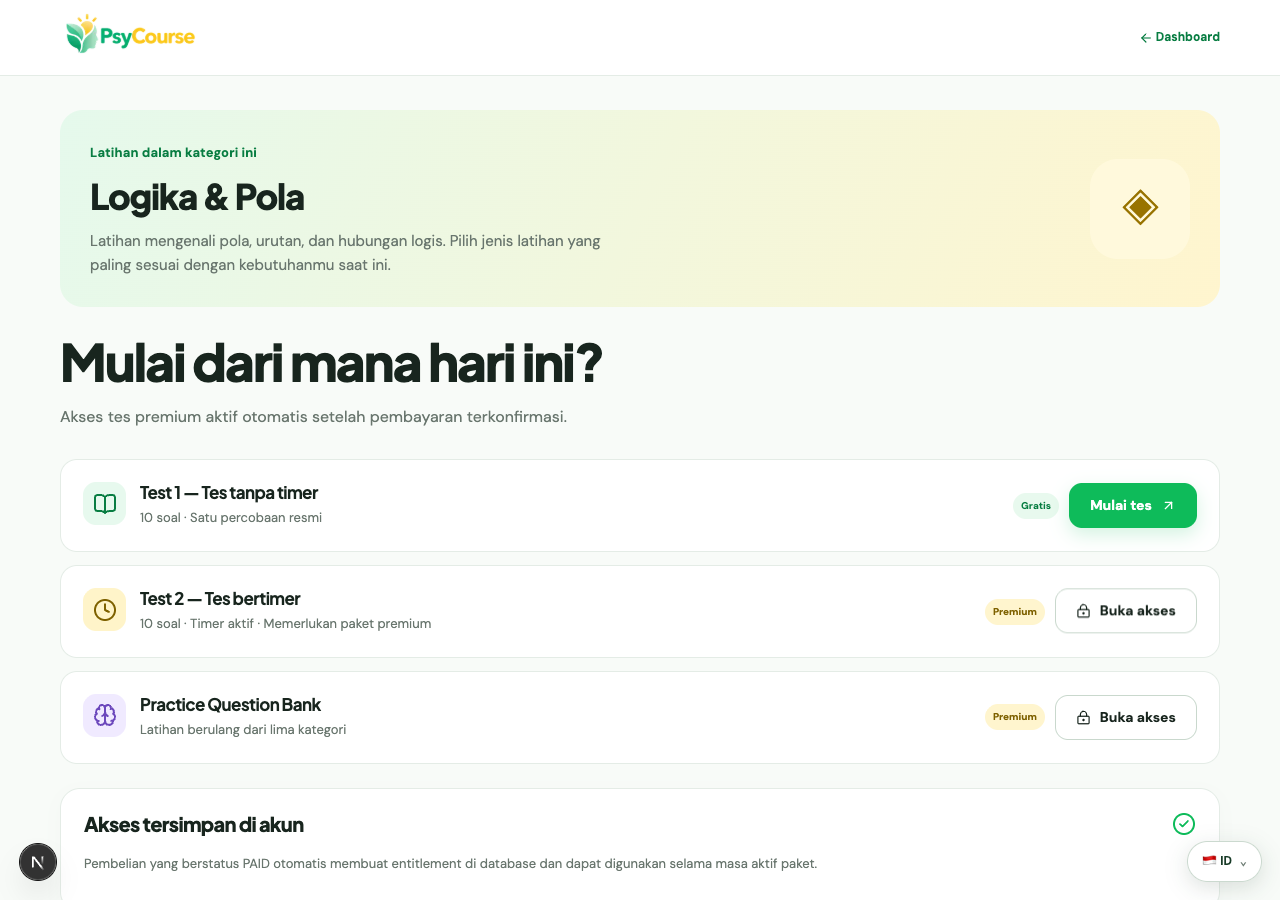 PsyCourse
← Dashboard
Latihan dalam kategori ini
Logika & Pola
Latihan mengenali pola, urutan, dan hubungan logis. Pilih jenis latihan yang
paling sesuai dengan kebutuhanmu saat ini.
Mulai dari mana hari ini?
Akses tes premium aktif otomatis setelah pembayaran terkonfirmasi.
Test 1 — Tes tanpa timer
10 soal · Satu percobaan resmi
Gratis
Mulai tes
Test 2 — Tes bertimer
10 soal · Timer aktif · Memerlukan paket premium
Premium
Buka akses
Practice Question Bank
Latihan berulang dari lima kategori
Premium
Buka akses
Akses tersimpan di akun
Pembelian yang berstatus PAID otomatis membuat entitlement di database dan dapat digunakan selama masa aktif paket.
N
ID